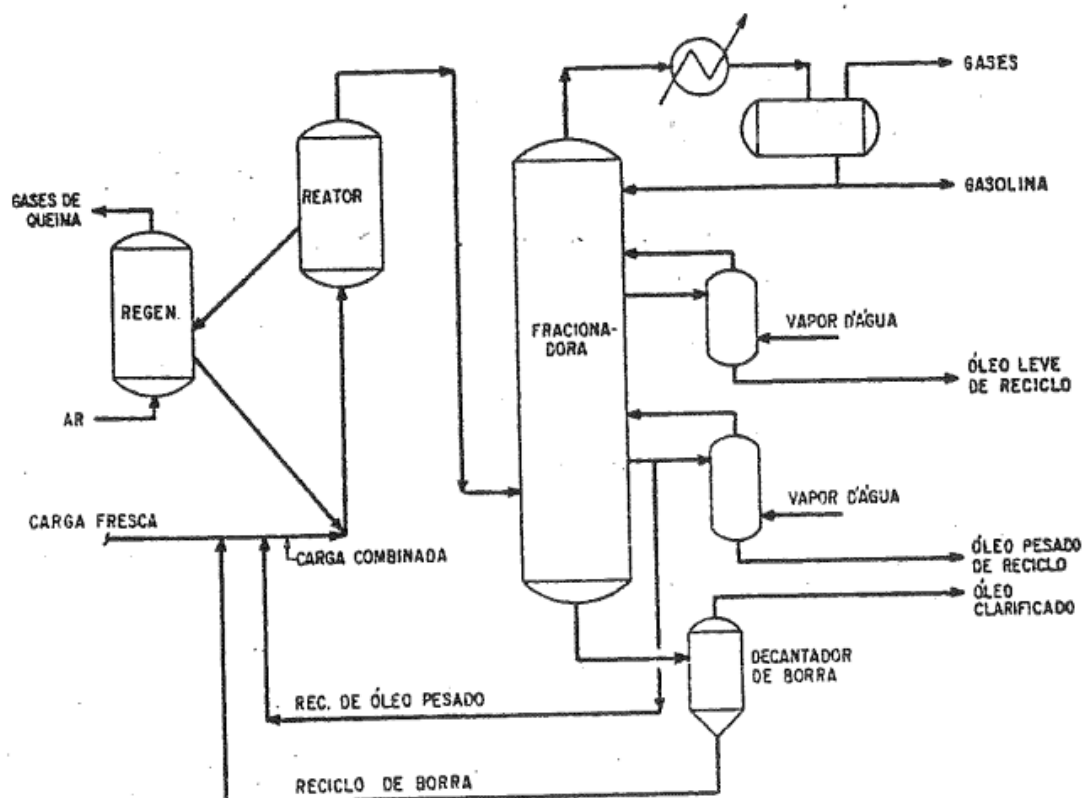 GASES
GASOLINA
REATOR
GASES DE
QUEIMA
REGEN.
FRACIONA-
DORA
VAPOR D'ÁGUA
ÓLEO LEVE
DE RECICLO
AR
VAPOR D'ÁGUA
CARGA FRESCA
CARGA COMBINADA
ÓLEO PESADO
DE RECICLO
ÓLEO
CLARIFICADO
DECANTADOR
DE BORRA
REC. DE ÓLEO PESADO
RECICLO DE BORRA